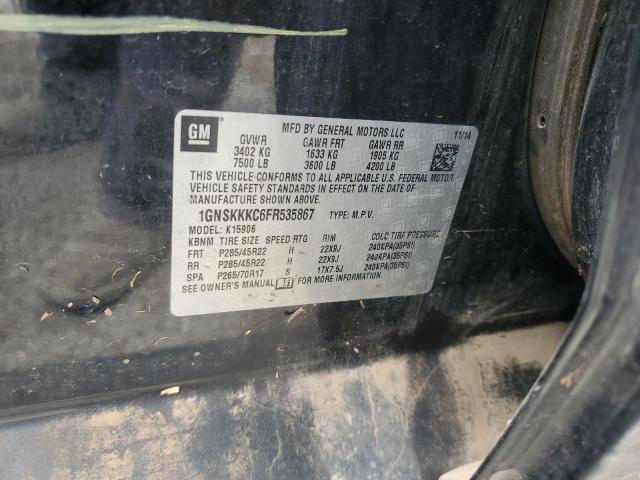 GM
MFD BY GENERAL MOTORS LLC 11/14
GVWR GAWR FRT GAWR RR
3402 KG 1633 KG 1905 KG
7500 LB 3600 LB 4200 LB
THIS VEHICLE CONFORMS TO ALL APPLICABLE U.S. FEDERAL MOTOR
VEHICLE SAFETY STANDARDS IN EFFECT ON THE DATE OF
MANUFACTURE SHOWN ABOVE.
1GNSKKKC6FR535867 TYPE: M.P.V.
MODEL: K15906
KBNM TIRE SIZE SPEED RTG RIM COLD TIRE PRESSURE
FRT P285/45R22 H 22X9J 240KPA(35PSI)
RR P285/45R22 H 22X9J 240KPA(35PSI)
SPA P265/70R17 S 17X7.5J 240KPA(35PSI)
SEE OWNER'S MANUAL FOR MORE INFORMATION.